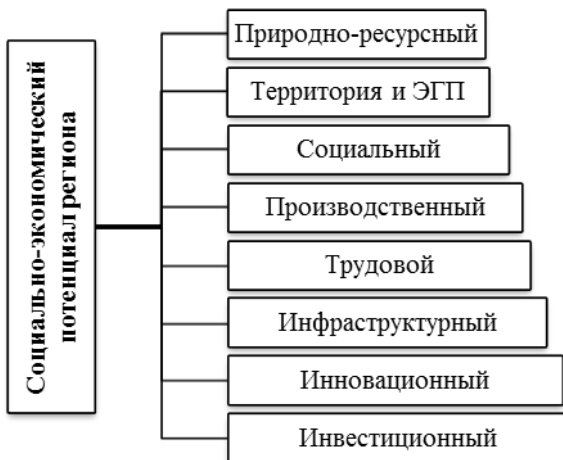 Социально-экономический
потенциал региона
Природно-ресурсный
Территория и ЭГП
Социальный
Производственный
Трудовой
Инфраструктурный
Инновационный
Инвестиционный